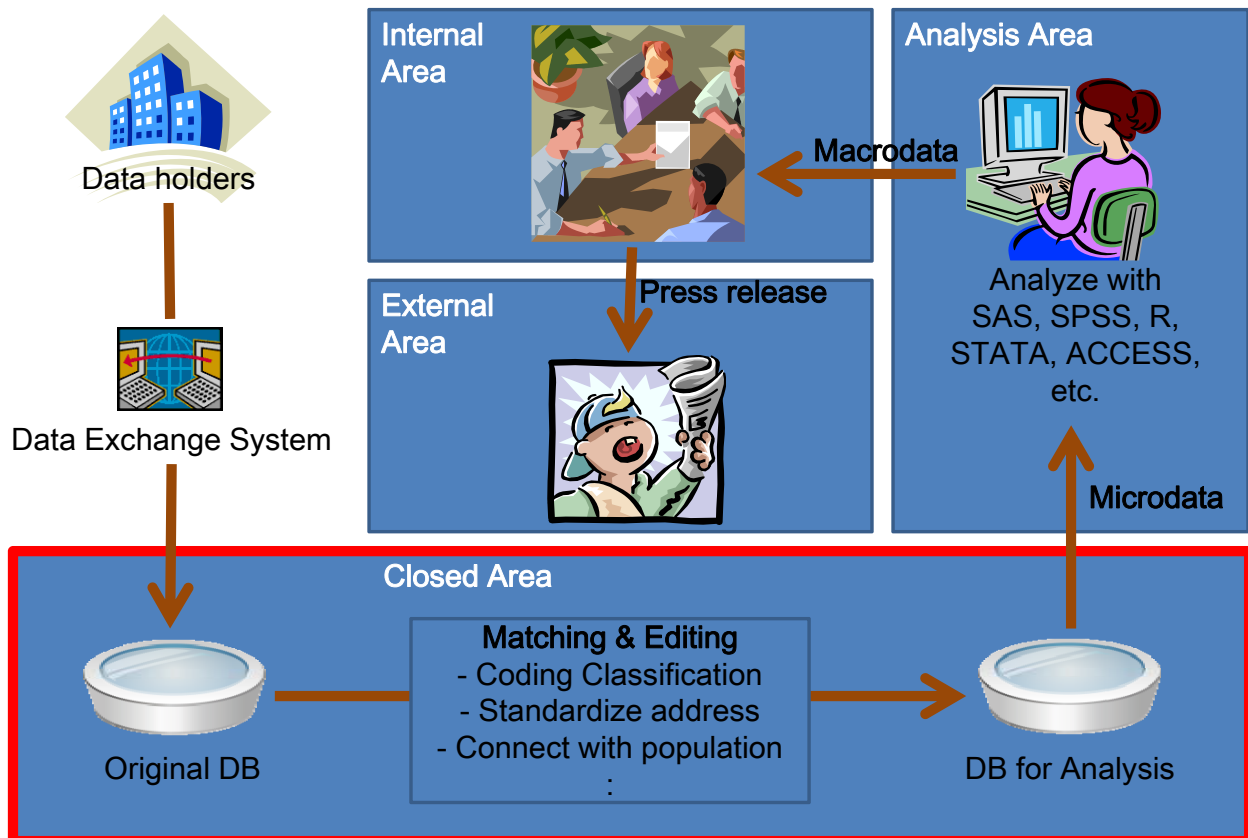 Data holders
Data Exchange System
Internal
Area
Macrodata
Press release
External
Area
Analysis Area
Analyze with
SAS, SPSS, R,
STATA, ACCESS,
etc.
Microdata
Closed Area
Original DB
Matching & Editing
- Coding Classification
- Standardize address
- Connect with population
:
DB for Analysis